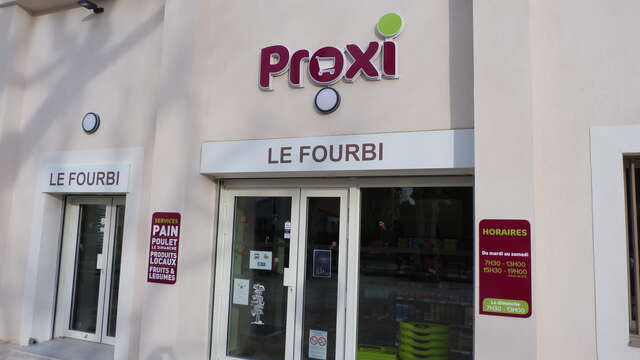 Proxi
LE FOURBI
LE FOURBI
SERVICES
PAIN
POULET
LE DIMANCHE
PRODUITS
LOCAUX
FRUITS &
LÉGUMES
HORAIRES
Du mardi au samedi
7H30 - 13H00
15H30 - 19H00
Le dimanche
7H30 - 13H00